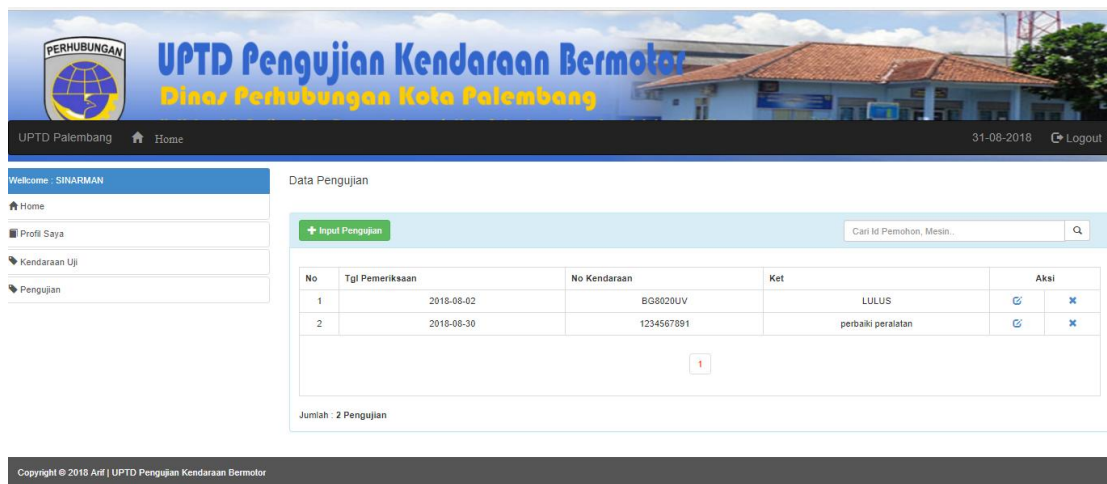 PERHUBUNGAN
UPTD Pengujian Kendaraan Bermotor
Dinas Perhubungan Kota Palembang
UPTD Palembang Home 31-08-2018 Logout
Wellcome : SINARMAN
Home
Profil Saya
Kendaraan Uji
Pengujian
Data Pengujian
Input Pengujian Cari Id Pemohon, Mesin..
No Tgl Pemeriksaan No Kendaraan Ket Aksi
1 2018-08-02 BG8020UV LULUS
2 2018-08-30 1234567891 perbaiki peralatan
1
Jumlah : 2 Pengujian
Copyright © 2018 Arif | UPTD Pengujian Kendaraan Bermotor